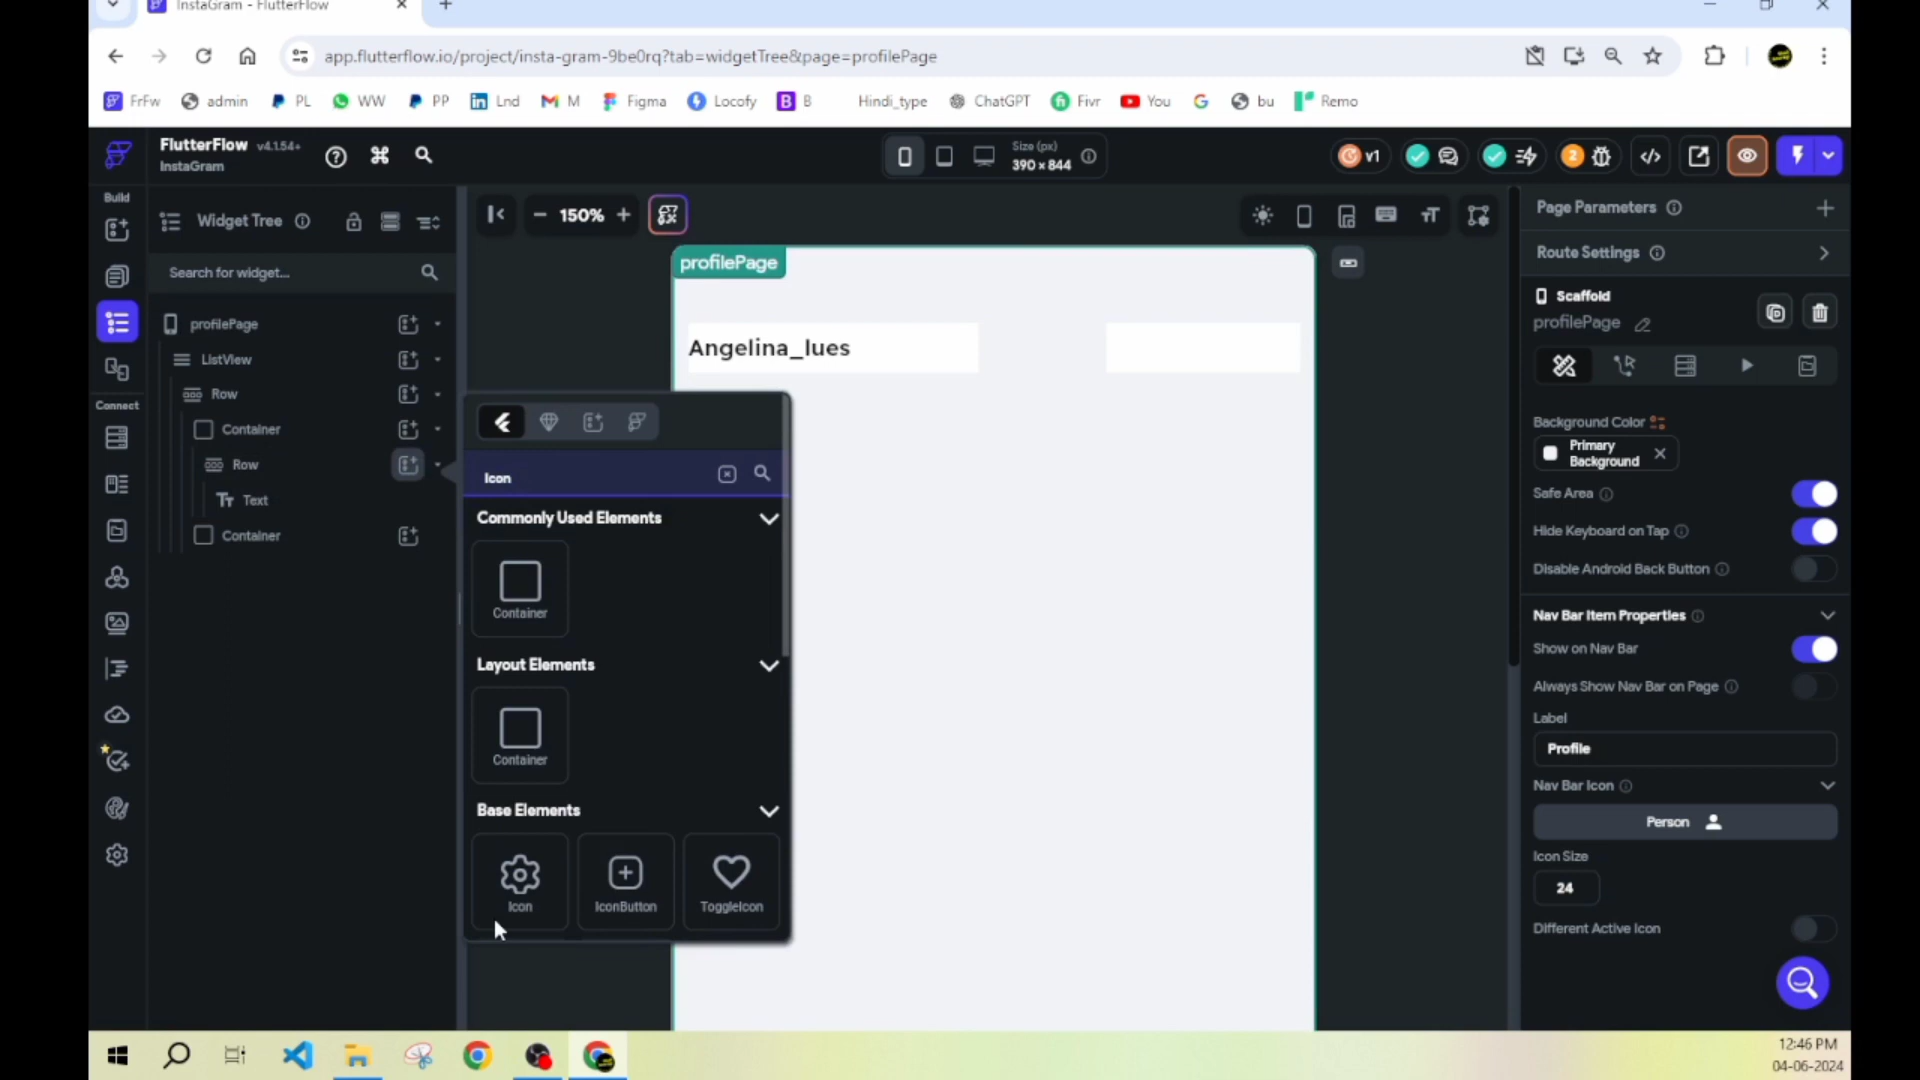 InstaGram - FlutterFlow
app.flutterflow.io/project/insta-gram-9be0rq?tab=widgetTree&page=profilePage
FrFw admin PL WW PP Lnd M Figma Locofy B Hindi_type ChatGPT Fivr You bu Remo
FlutterFlow v4.1.54+
InstaGram
Size (px)
390 × 844
v1
2
Build
Widget Tree
150%
Page Parameters
Search for widget...
Route Settings
profilePage
profilePage
Scaffold
profilePage
ListView
Angelina_lues
Row
Connect
Container
Background Color
Primary
Background
Row
Icon
Text
Safe Area
Commonly Used Elements
Container
Hide Keyboard on Tap
Disable Android Back Button
Container
Nav Bar Item Properties
Show on Nav Bar
Layout Elements
Always Show Nav Bar on Page
Label
Profile
Container
Nav Bar Icon
Base Elements
Person
Icon Size
24
Icon IconButton ToggleIcon
Different Active Icon
12:46 PM
04-06-2024